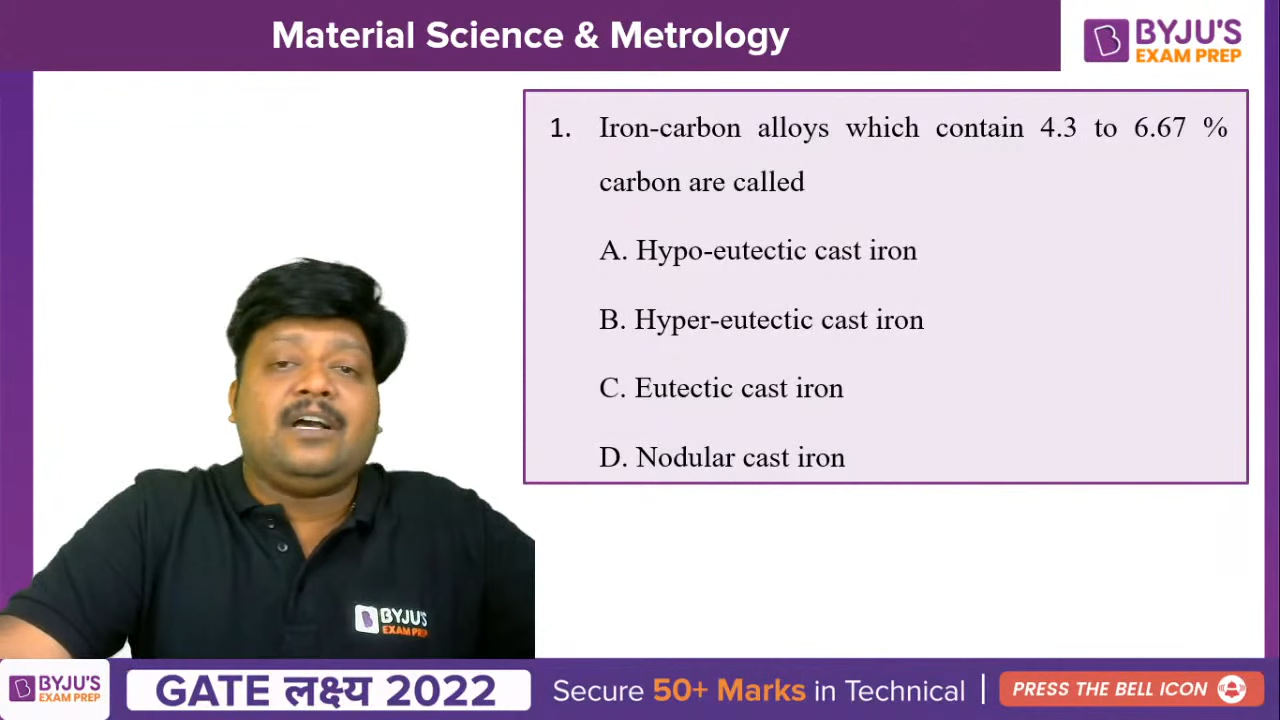 Material Science & Metrology
BYJU'S
EXAM PREP
1. Iron-carbon alloys which contain 4.3 to 6.67 %
carbon are called
A. Hypo-eutectic cast iron
B. Hyper-eutectic cast iron
C. Eutectic cast iron
D. Nodular cast iron
BYJU'S
EXAM PREP
BYJU'S
EXAM PREP
GATE लक्ष्य 2022
Secure 50+ Marks in Technical
PRESS THE BELL ICON